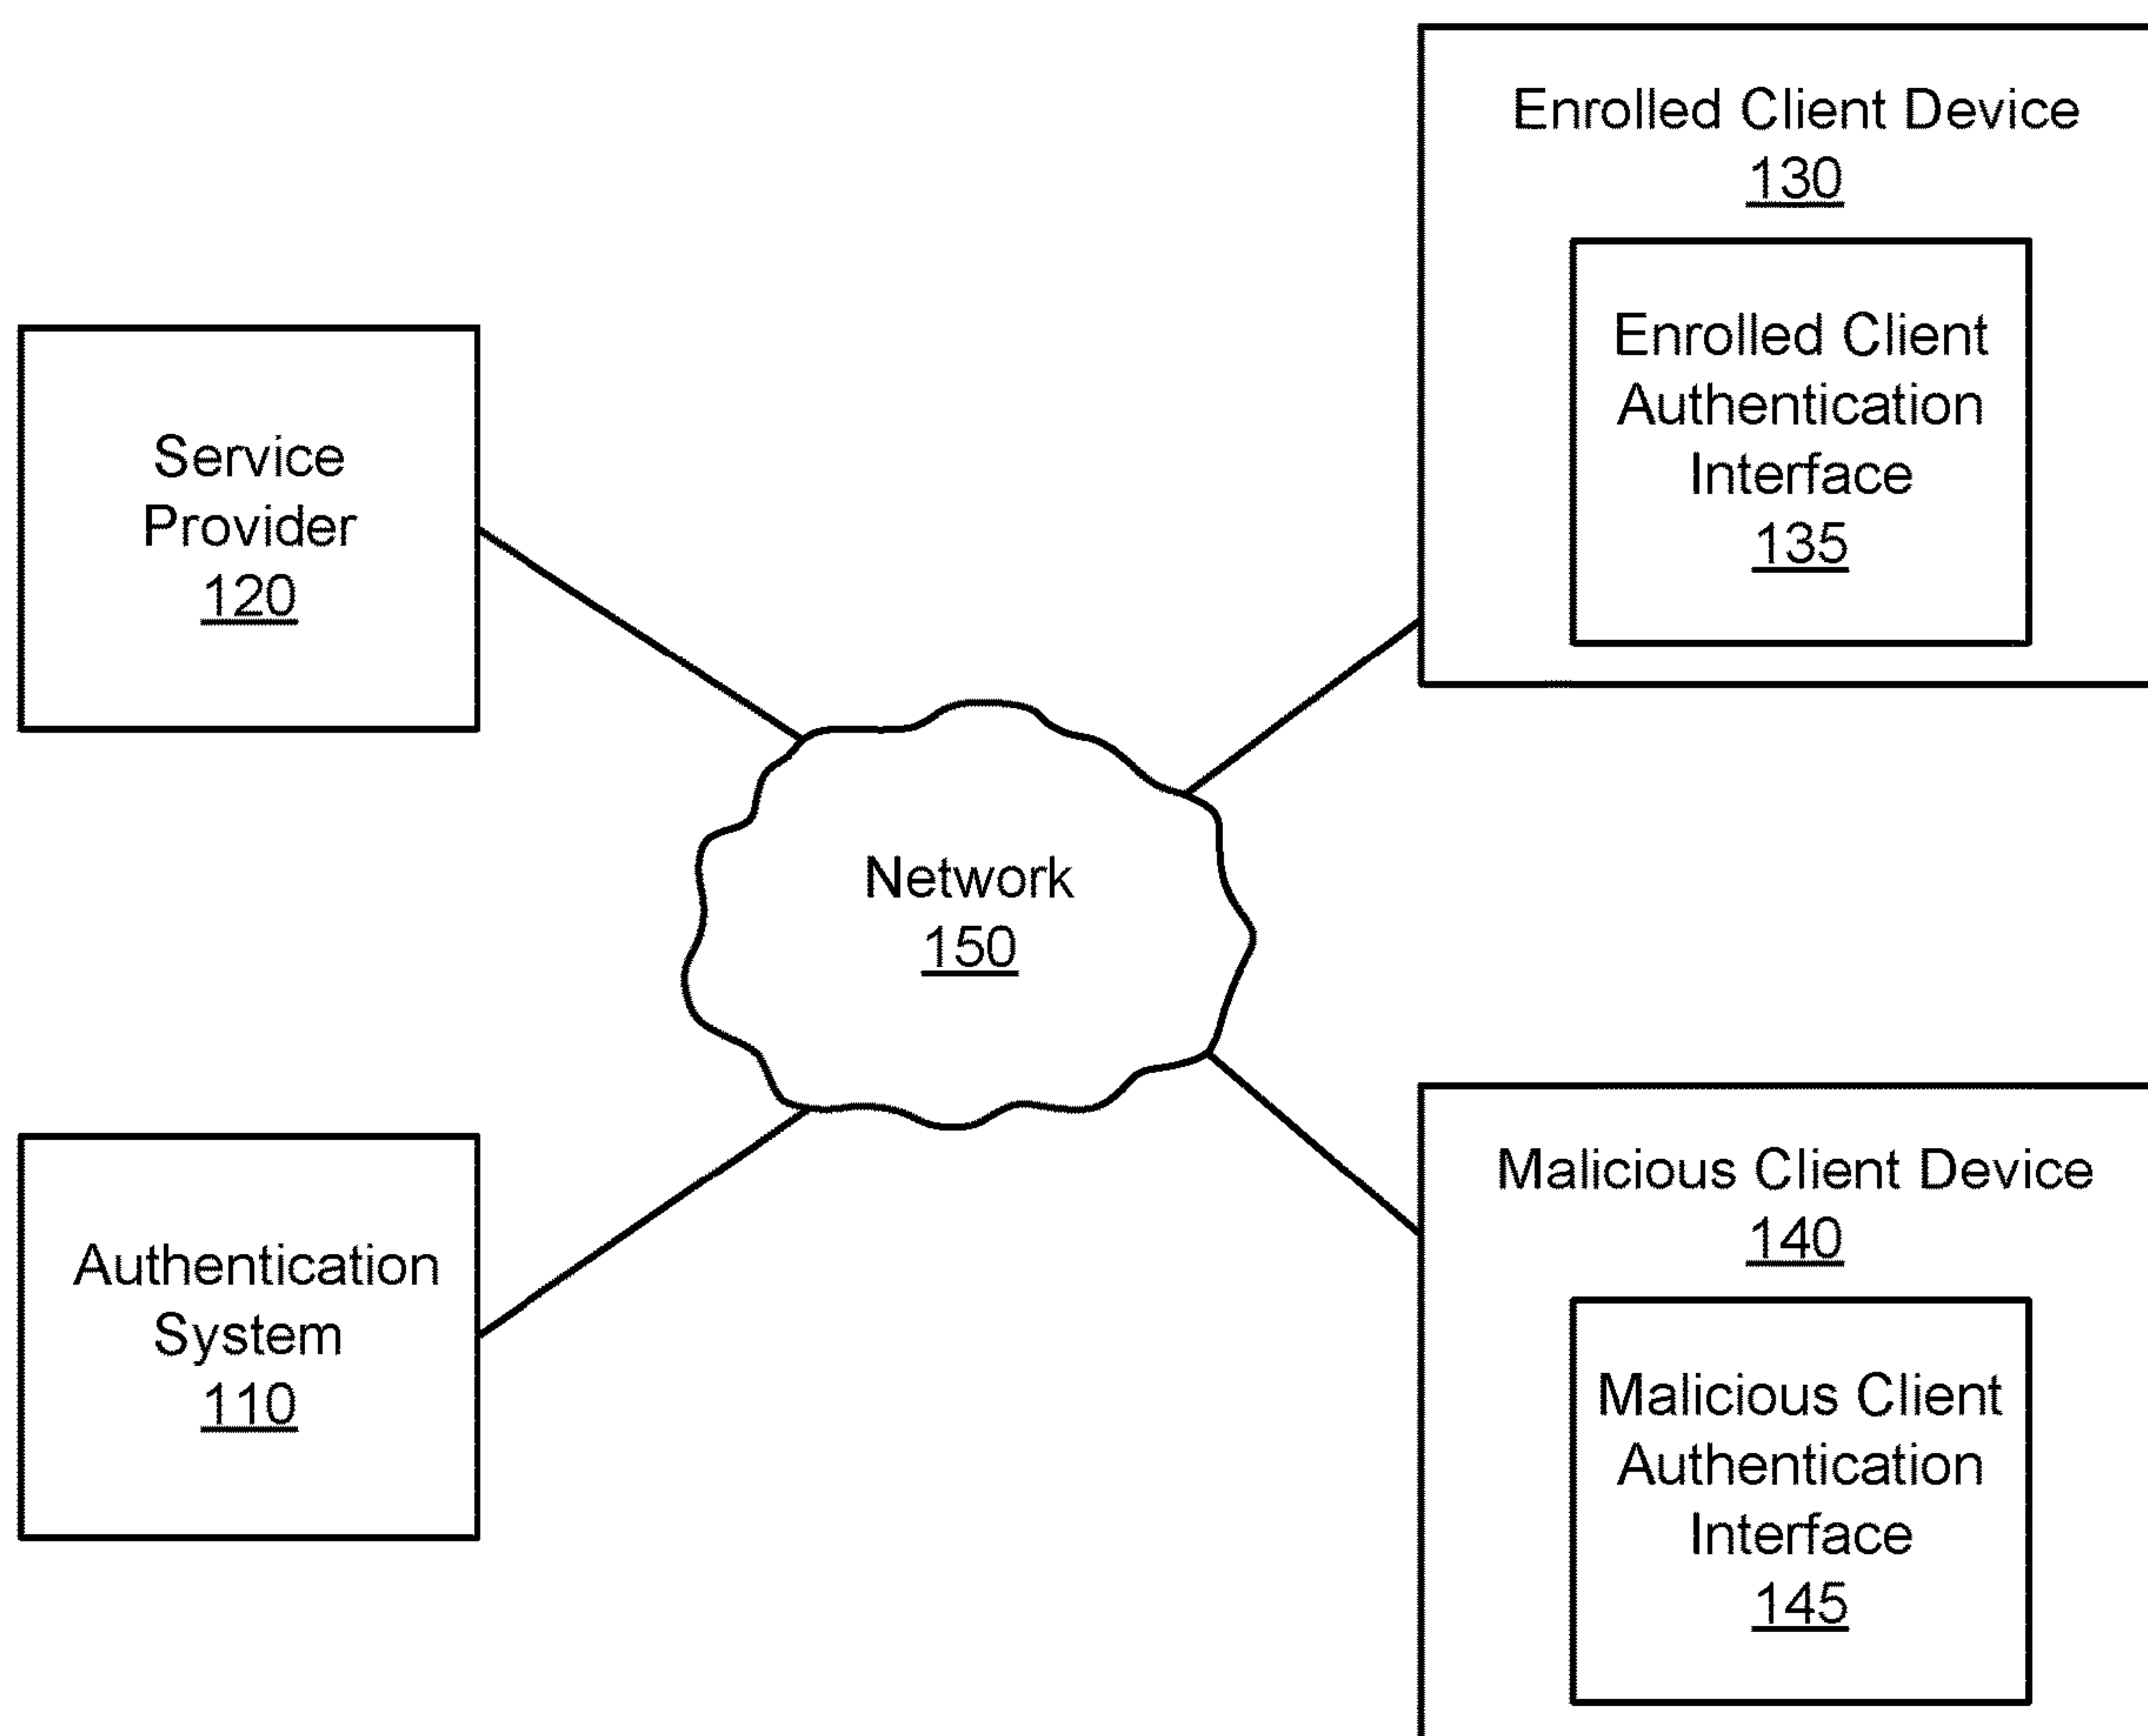 Enrolled Client Device
130
Enrolled Client
Authentication
Interface
135
Service
Provider
120
Network
150
Authentication
System
110
Malicious Client Device
140
Malicious Client
Authentication
Interface
145